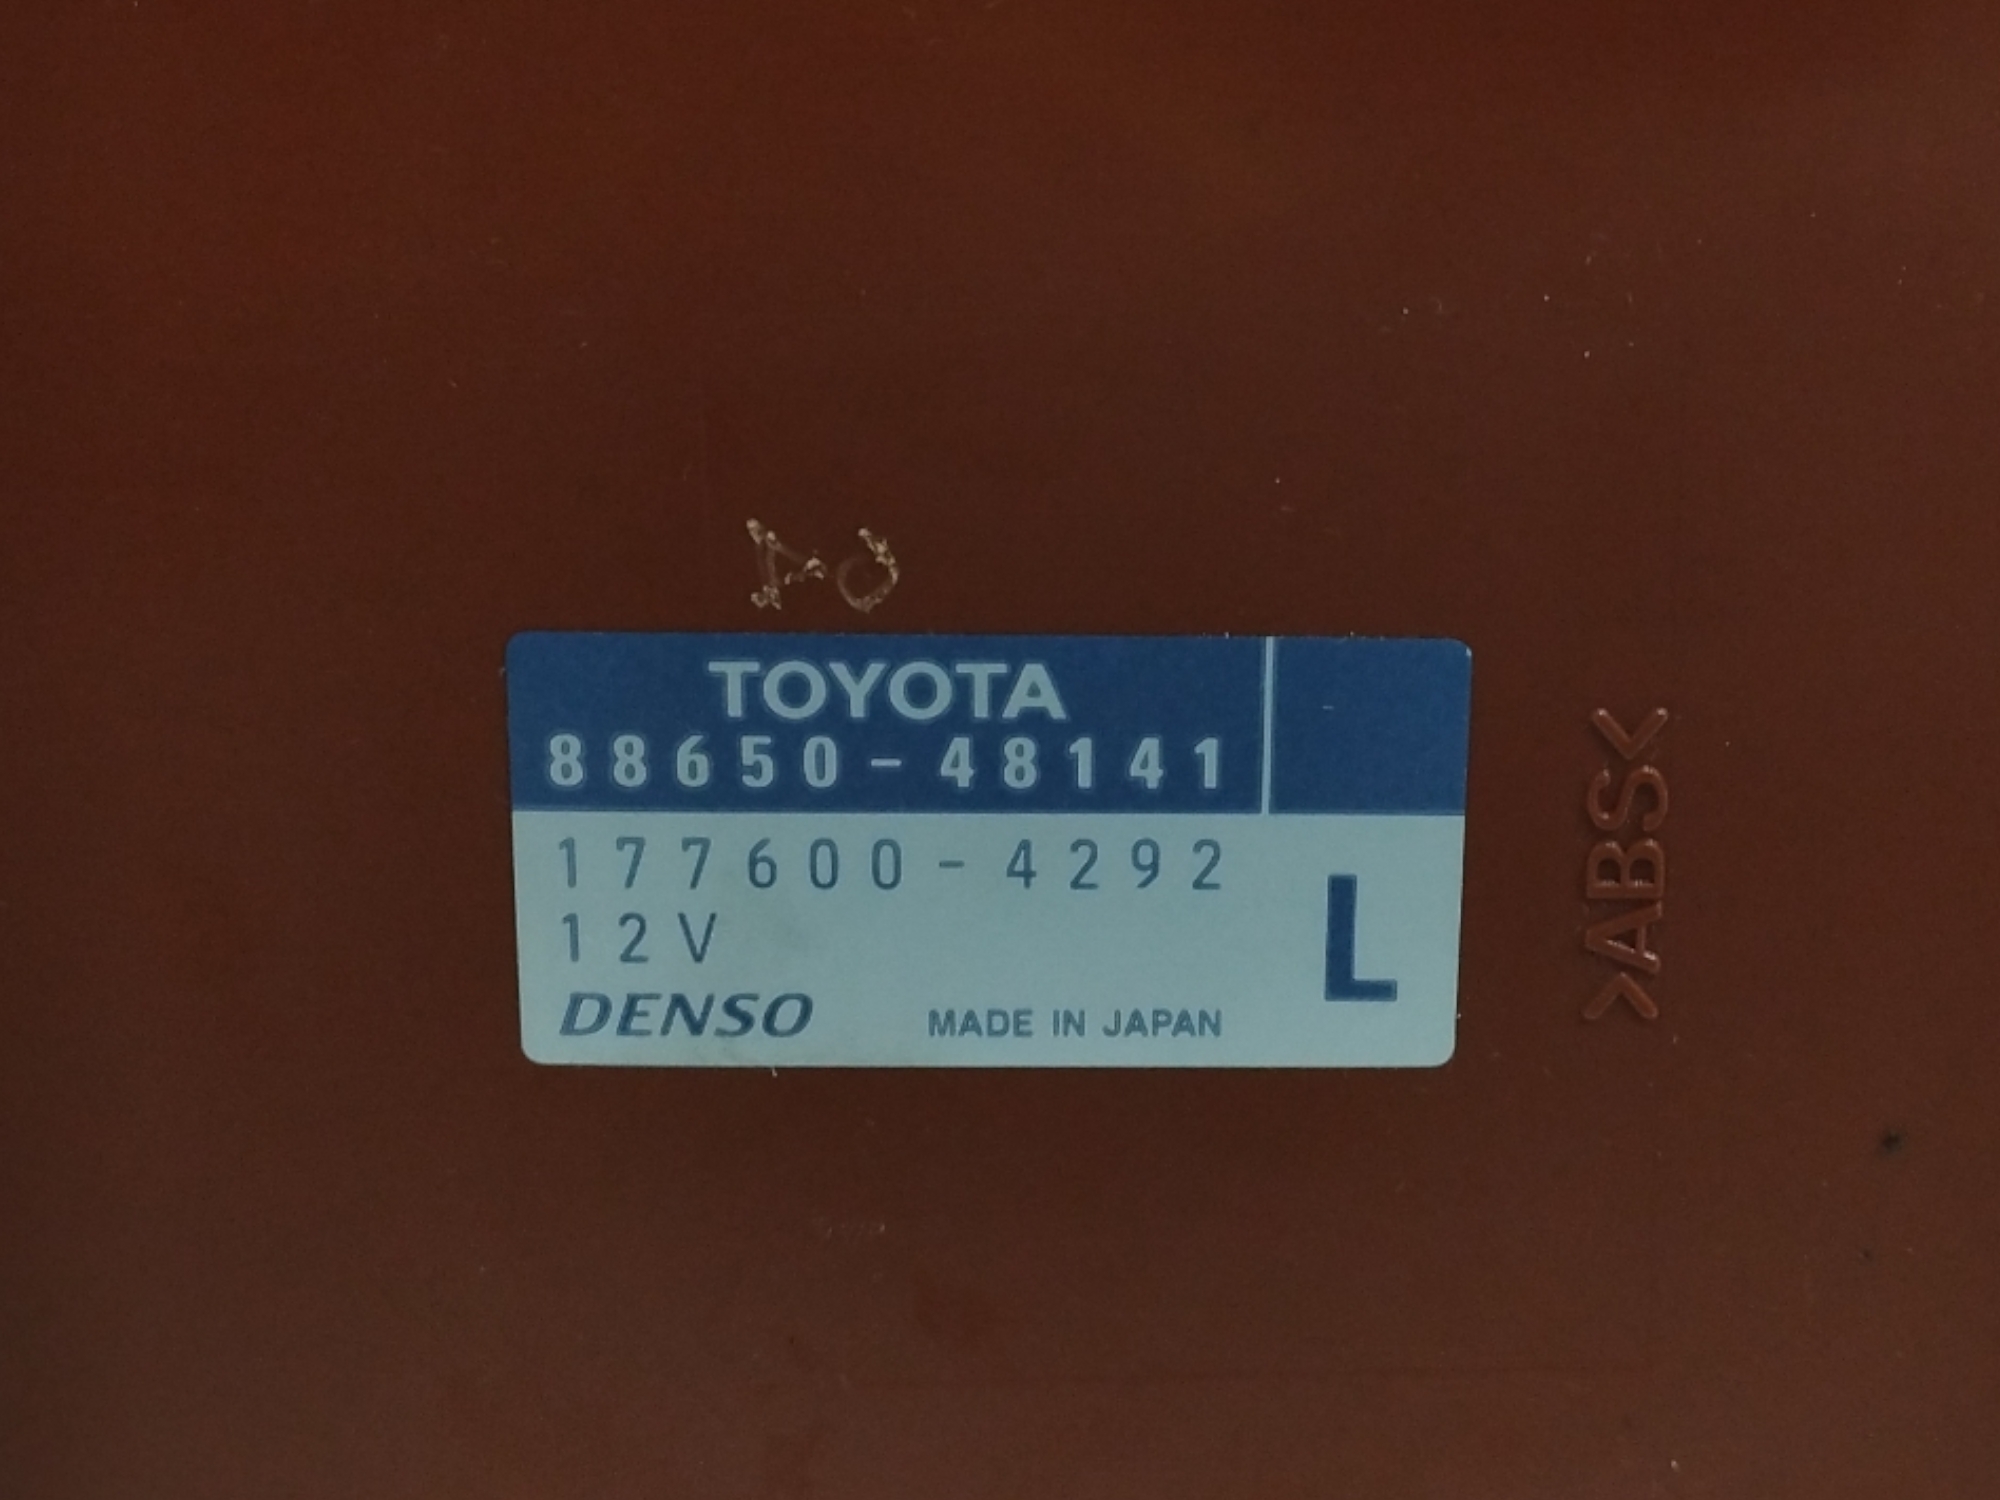 TOYOTA
88650-48141
177600-4292
12V
L
DENSO
MADE IN JAPAN
>ABS<